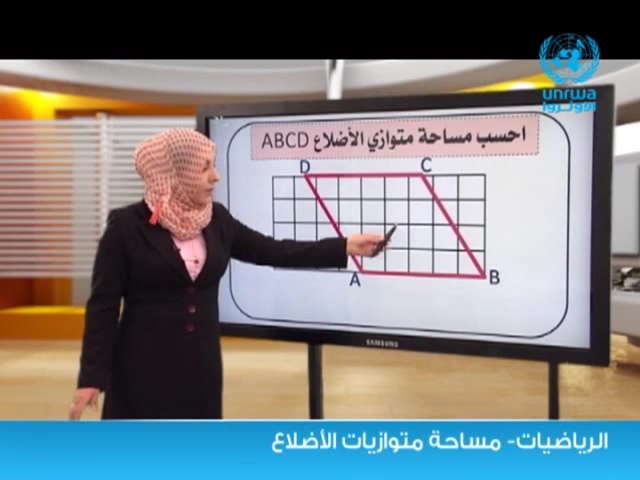 unrwa
الأونروا
احسب مساحة متوازي الأضلاع ABCD
D
C
A
B
SAMSUNG
الرياضيات- مساحة متوازيات الأضلاع